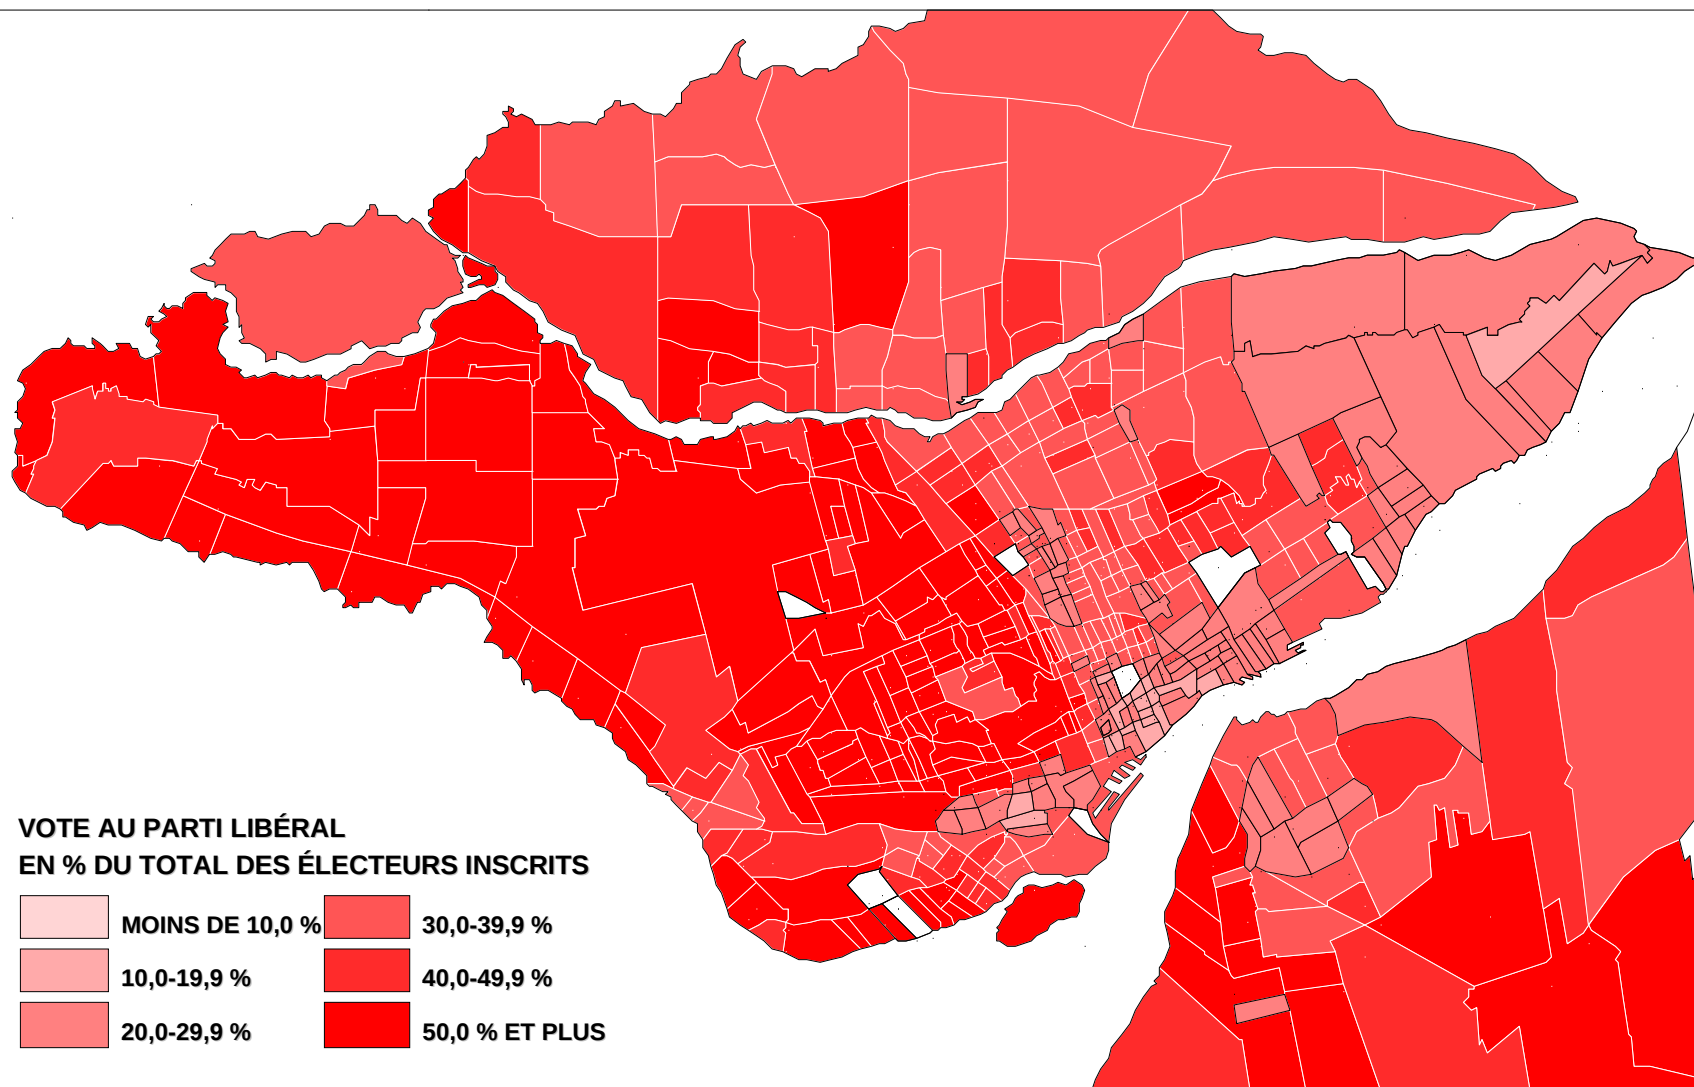 VOTE AU PARTI LIBÉRAL
EN % DU TOTAL DES ÉLECTEURS INSCRITS
MOINS DE 10,0 %
10,0-19,9 %
20,0-29,9 %
30,0-39,9 %
40,0-49,9 %
50,0 % ET PLUS